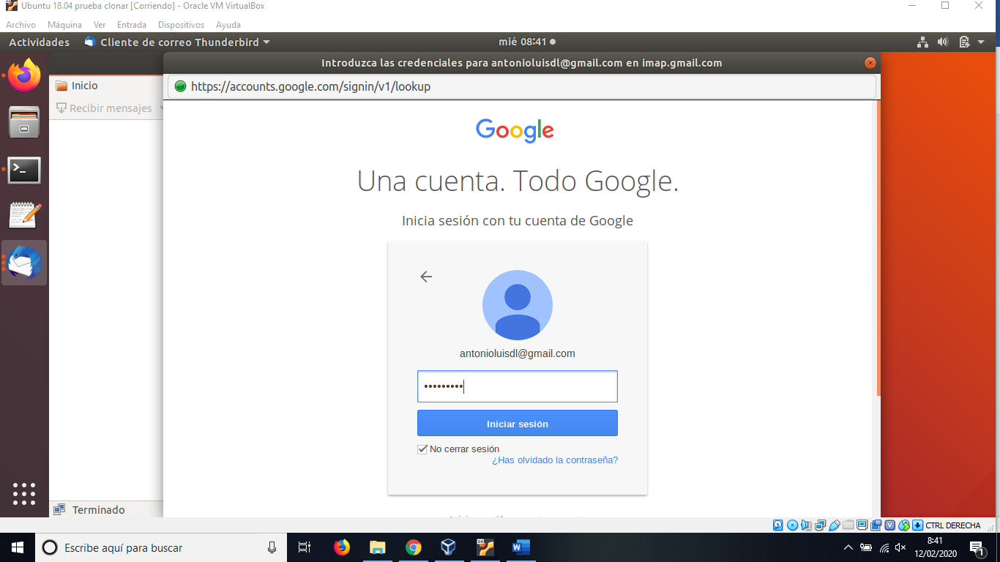 Ubuntu 18.04 prueba clonar [Corriendo] - Oracle VM VirtualBox
Archivo Máquina Ver Entrada Dispositivos Ayuda
Actividades Cliente de correo Thunderbird mié 08:41
Introduzca las credenciales para antonioluisdl@gmail.com en imap.gmail.com
Inicio
https://accounts.google.com/signin/v1/lookup
Recibir mensajes
Google
Una cuenta. Todo Google.
Inicia sesión con tu cuenta de Google
antonioluisdl@gmail.com
•••••••••
Iniciar sesión
No cerrar sesión
¿Has olvidado la contraseña?
Terminado
CTRL DERECHA
Escribe aquí para buscar
8:41
12/02/2020
1